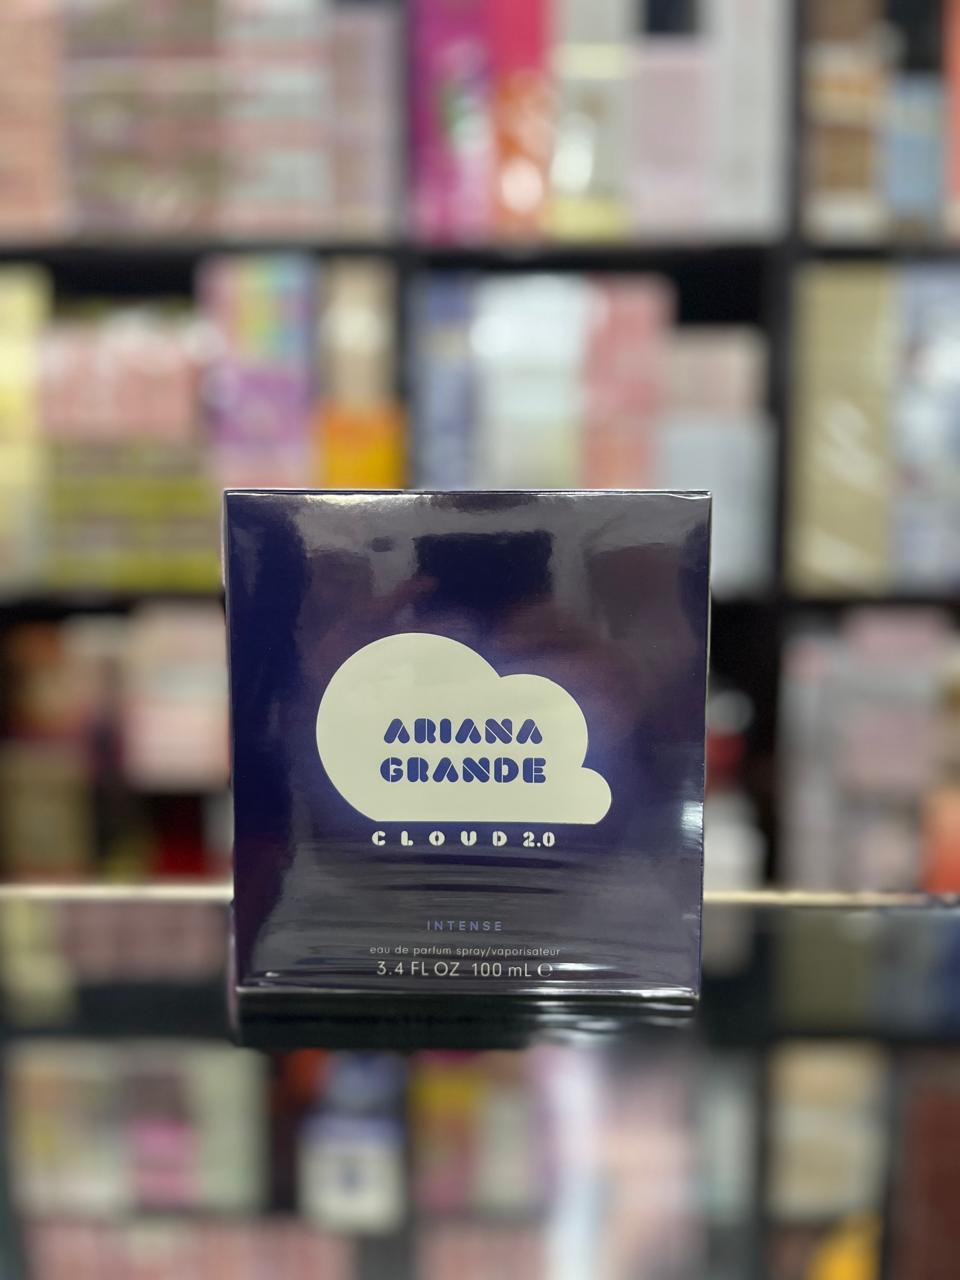 ARIANA
GRANDE
CLOUD 2.0
INTENSE
eau de parfum spray/vaporisateur
3.4 FL OZ 100 mL ℮